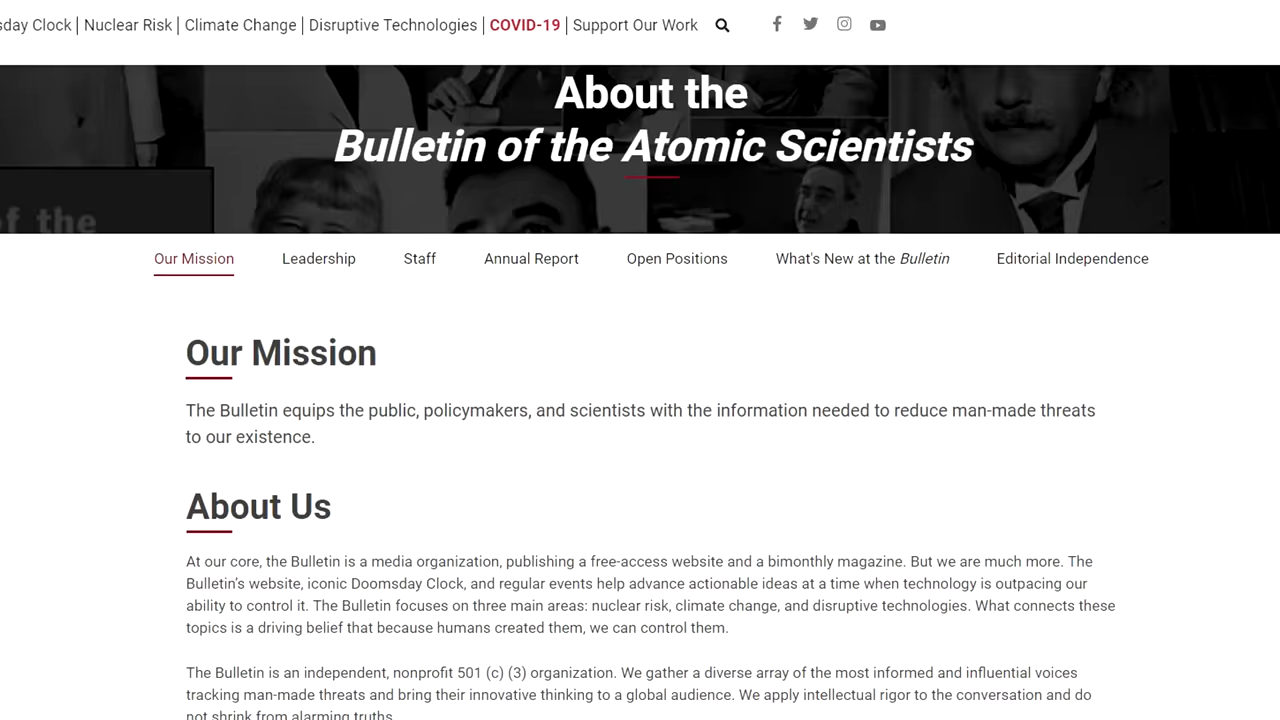 sday Clock | Nuclear Risk | Climate Change | Disruptive Technologies | COVID-19 | Support Our Work
About the
Bulletin of the Atomic Scientists
of the
Our Mission Leadership Staff Annual Report Open Positions What's New at the Bulletin Editorial Independence
Our Mission
The Bulletin equips the public, policymakers, and scientists with the information needed to reduce man-made threats
to our existence.
About Us
At our core, the Bulletin is a media organization, publishing a free-access website and a bimonthly magazine. But we are much more. The
Bulletin's website, iconic Doomsday Clock, and regular events help advance actionable ideas at a time when technology is outpacing our
ability to control it. The Bulletin focuses on three main areas: nuclear risk, climate change, and disruptive technologies. What connects these
topics is a driving belief that because humans created them, we can control them.
The Bulletin is an independent, nonprofit 501 (c) (3) organization. We gather a diverse array of the most informed and influential voices
tracking man-made threats and bring their innovative thinking to a global audience. We apply intellectual rigor to the conversation and do
not shrink from alarming truths.